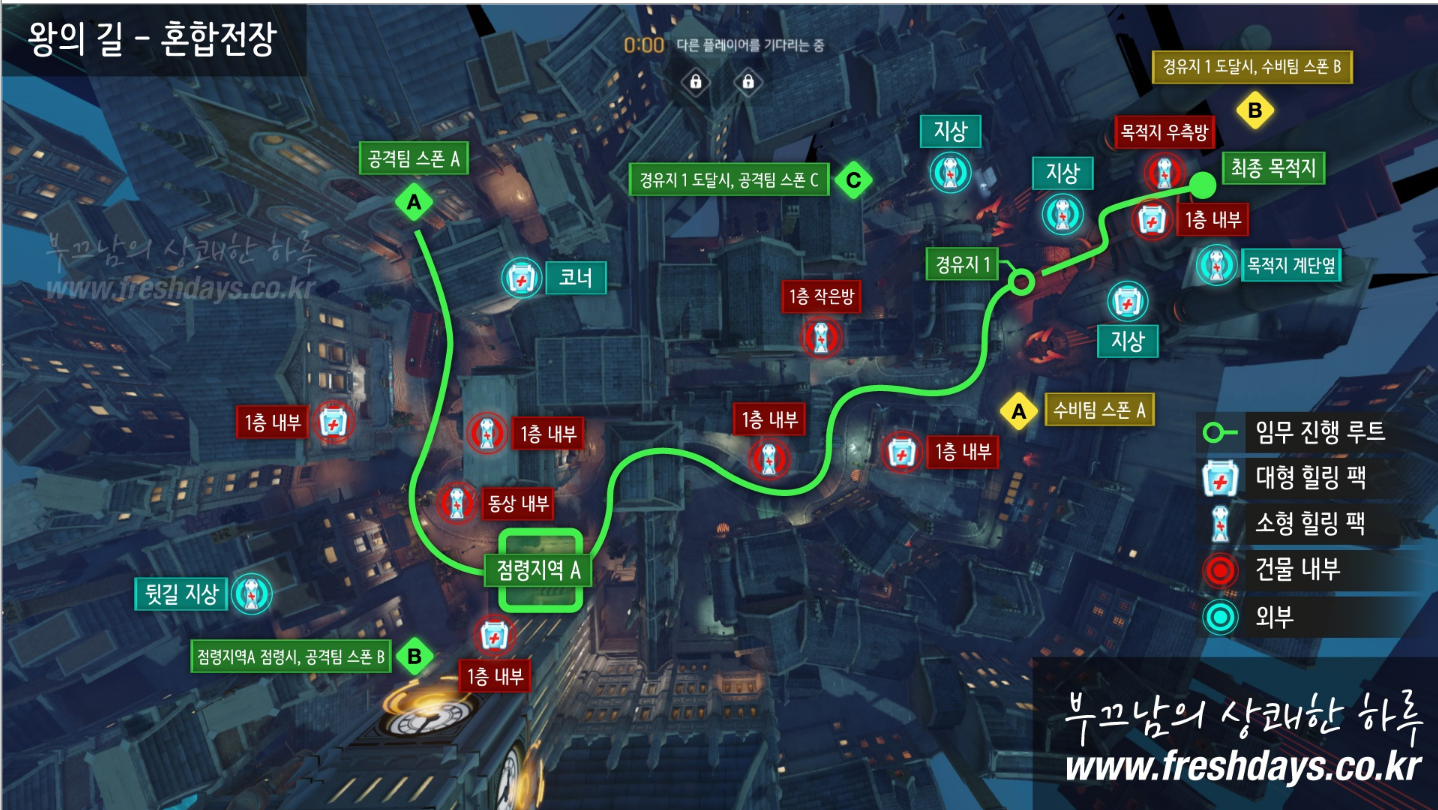 왕의 길 - 혼합전장
0:00 다른 플레이어를 기다리는 중
경유지 1 도달시, 수비팀 스폰 B
B
지상
목적지 우측방
공격팀 스폰 A
A
경유지 1 도달시, 공격팀 스폰 C
C
지상
최종 목적지
1층 내부
부끄남의 상쾌한 하루
www.freshdays.co.kr
코너
경유지 1
목적지 계단옆
1층 작은방
지상
1층 내부
1층 내부
1층 내부
1층 내부
A
수비팀 스폰 A
동상 내부
점령지역 A
뒷길 지상
점령지역A 점령시, 공격팀 스폰 B
B
1층 내부
임무 진행 루트
대형 힐링 팩
소형 힐링 팩
건물 내부
외부
부끄남의 상쾌한 하루
www.freshdays.co.kr